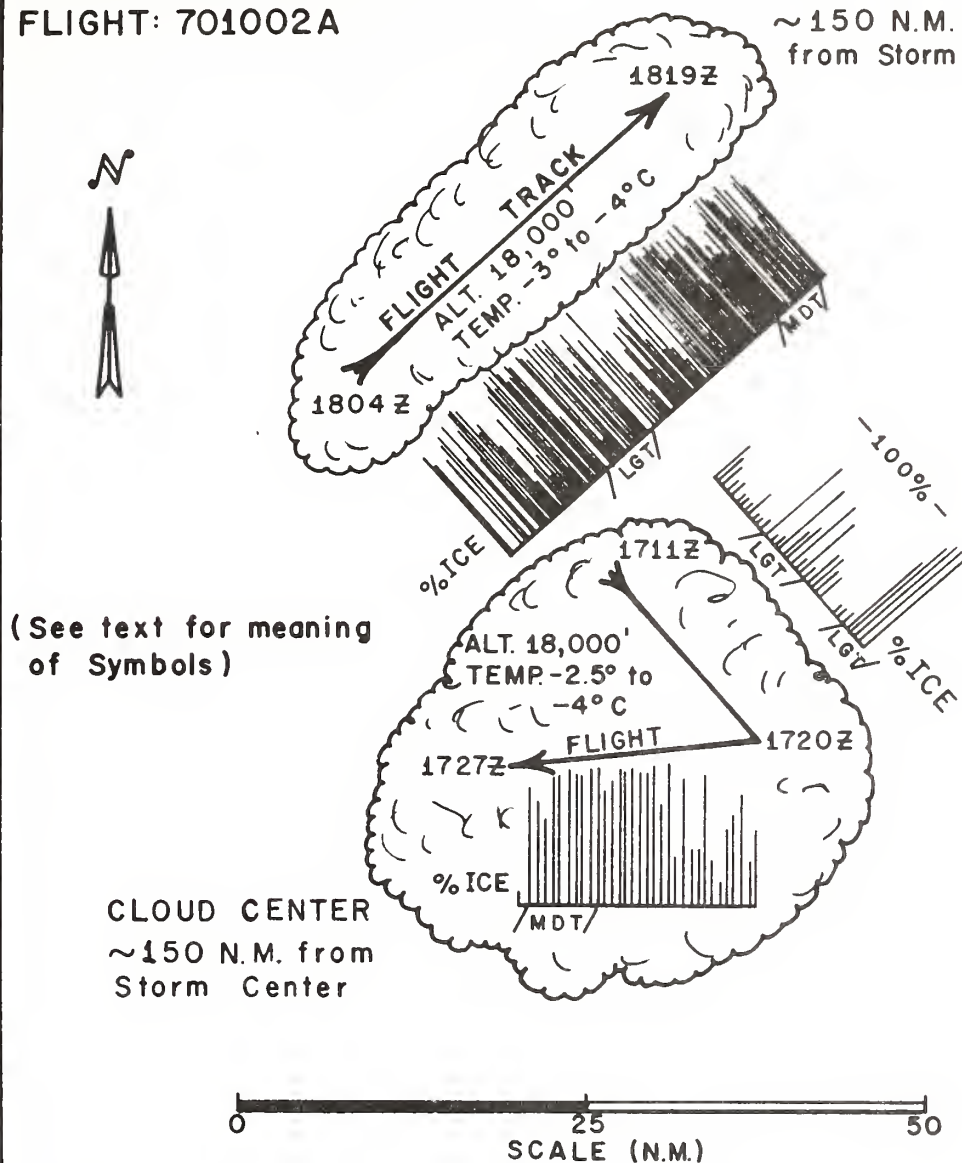 FLIGHT: 701002A
~150 N.M.
from Storm
N
1819Z
FLIGHT TRACK
ALT. 18,000'
TEMP. -3° to -4°C
1804Z
MDT
LGT
% ICE
-100%-
LGT
LGT
% ICE
1711Z
(See text for meaning
of Symbols)
ALT. 18,000'
TEMP. -2.5° to
-4°C
FLIGHT
1720Z
1727Z
% ICE
MDT
CLOUD CENTER
~150 N.M. from
Storm Center
0 25 50
SCALE (N.M.)